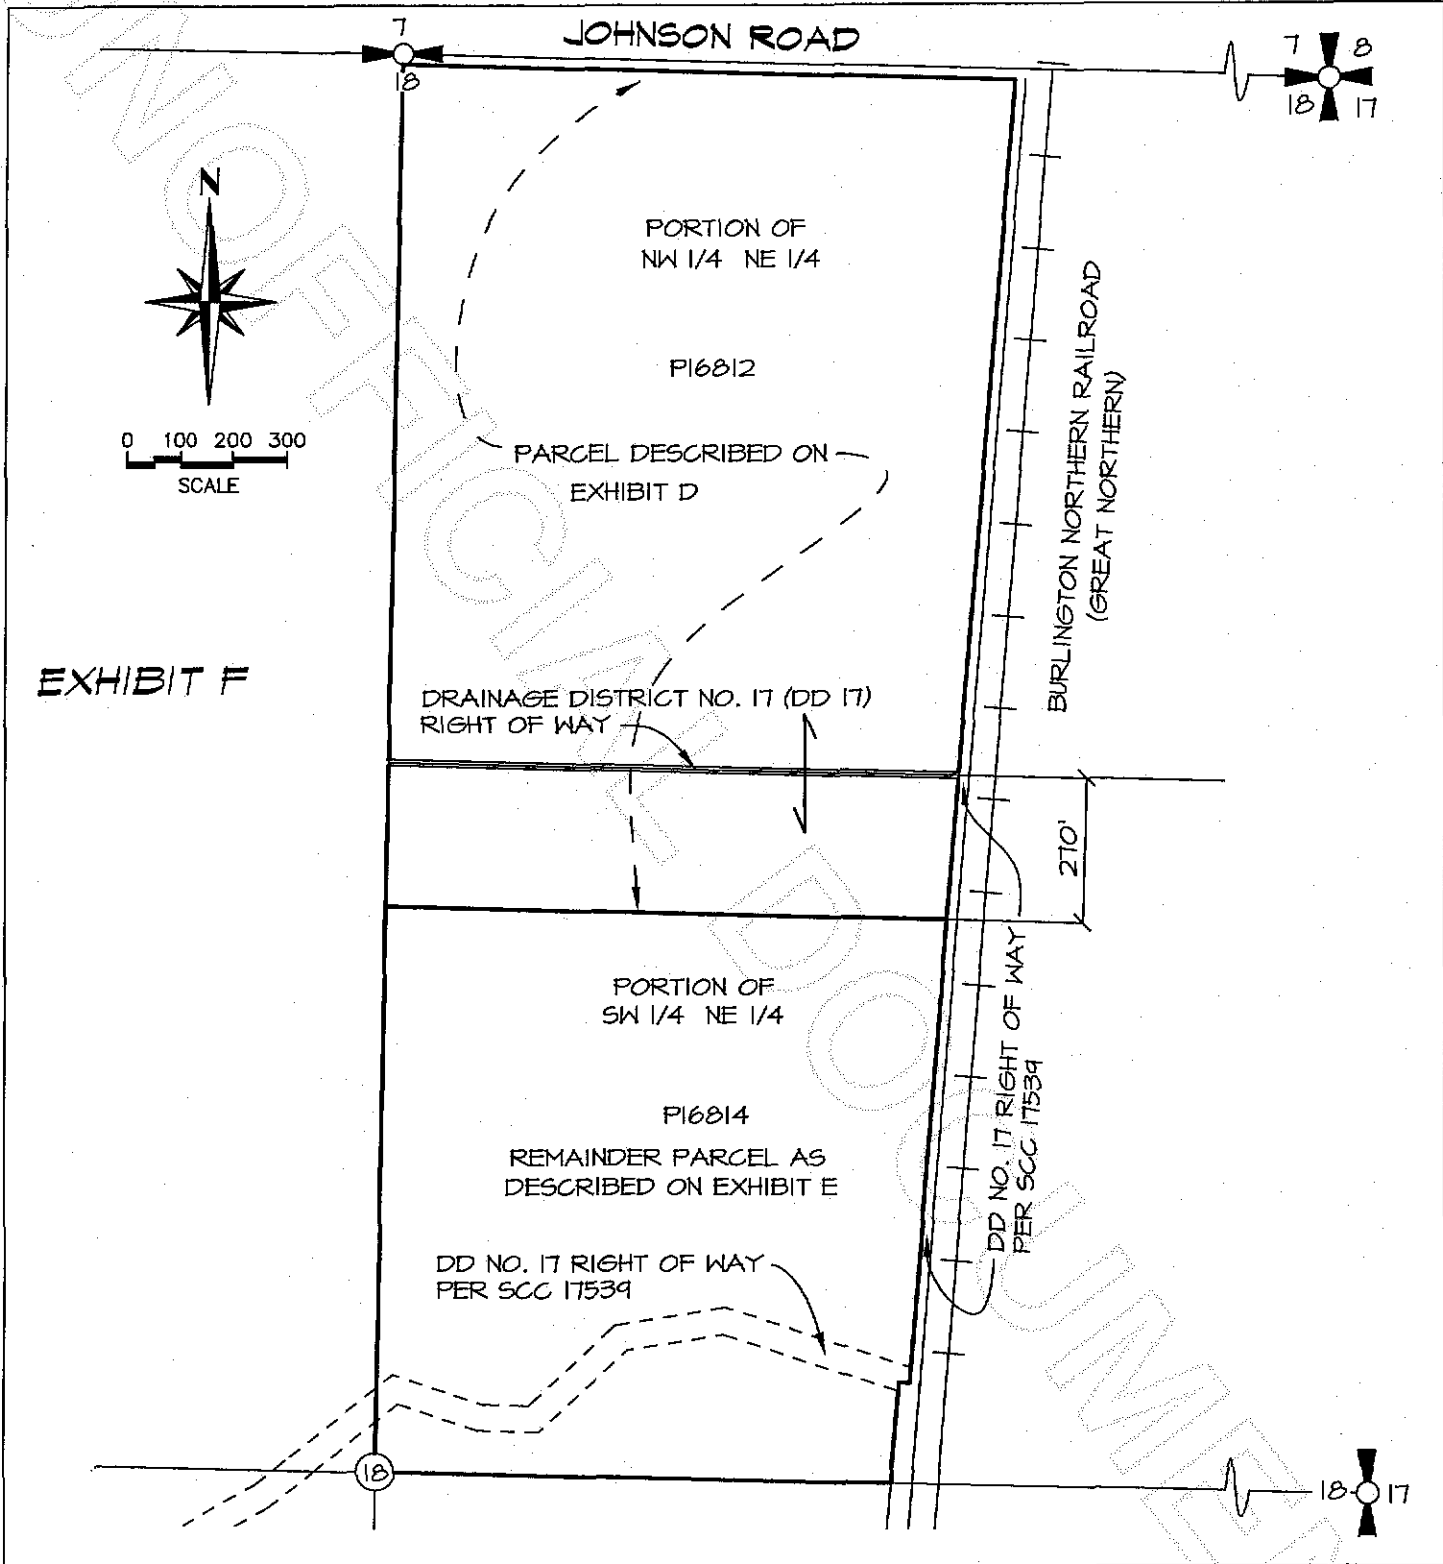 JOHNSON ROAD
7
18
7 8
18 17
N
PORTION OF
NW 1/4 NE 1/4
P16812
0 100 200 300
SCALE
PARCEL DESCRIBED ON
EXHIBIT D
BURLINGTON NORTHERN RAILROAD
(GREAT NORTHERN)
EXHIBIT F
DRAINAGE DISTRICT NO. 17 (DD 17)
RIGHT OF WAY
270'
PORTION OF
SW 1/4 NE 1/4
P16814
REMAINDER PARCEL AS
DESCRIBED ON EXHIBIT E
DD NO. 17 RIGHT OF WAY
PER SCC 17539
DD NO. 17 RIGHT OF WAY
PER SCC 17539
18
18 17
UNOFFICIAL DOCUMENT